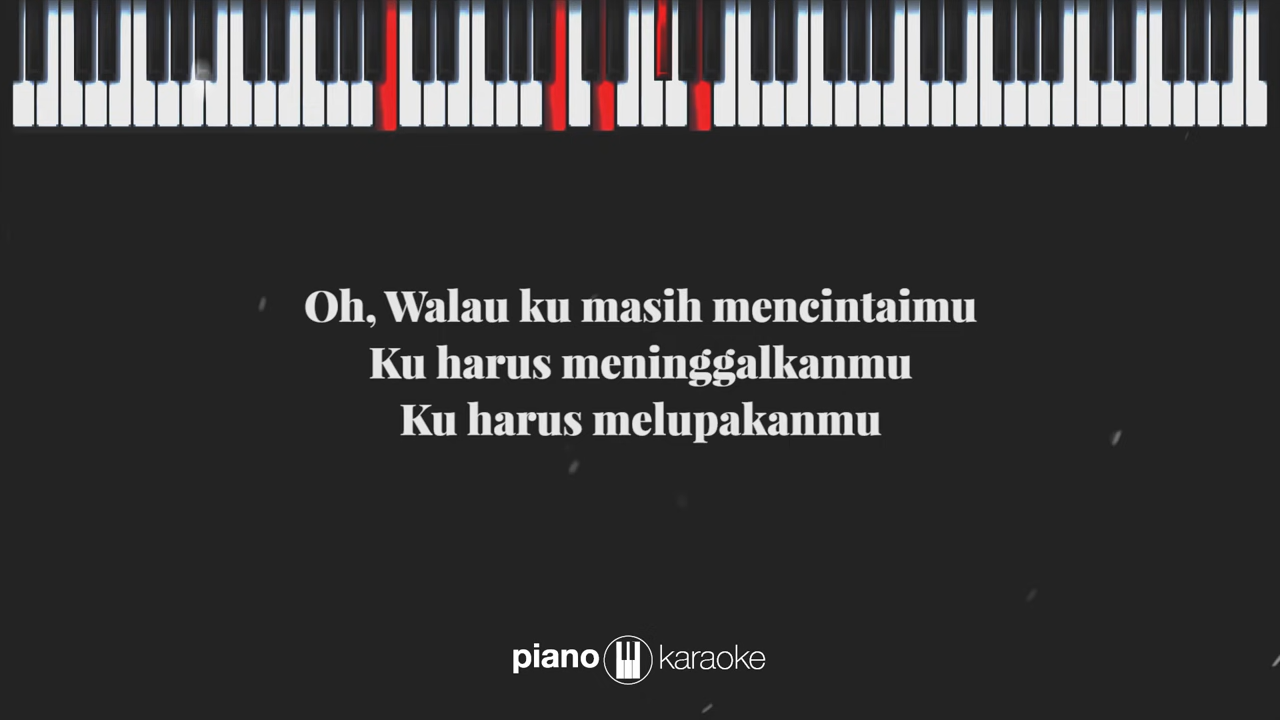 Oh, Walau ku masih mencintaimu
Ku harus meninggalkanmu
Ku harus melupakanmu
piano karaoke